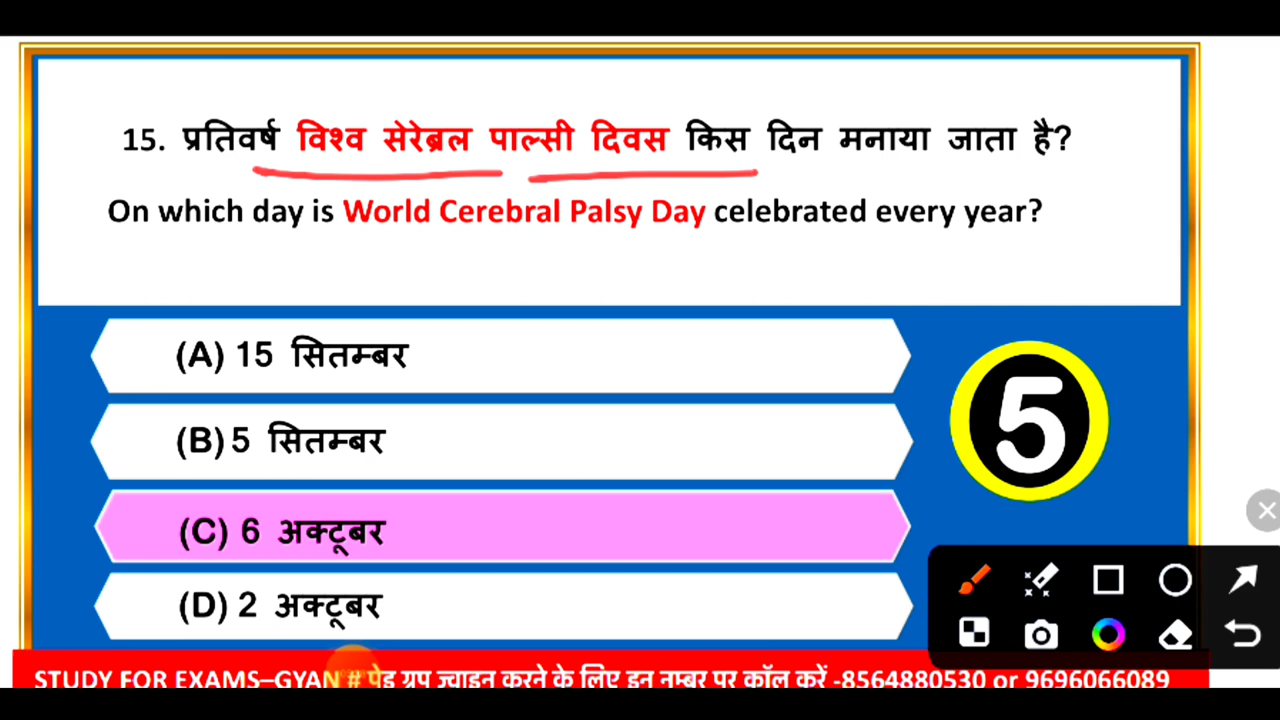 15. प्रतिवर्ष विश्व सेरेब्रल पाल्सी दिवस किस दिन मनाया जाता है?
On which day is World Cerebral Palsy Day celebrated every year?
(A) 15 सितम्बर
(B) 5 सितम्बर
5
(C) 6 अक्टूबर
(D) 2 अक्टूबर
STUDY FOR EXAMS–GYAN # पेड ग्रुप ज्वाइन करने के लिए इन नम्बर पर कॉल करें -8564880530 or 9696066089